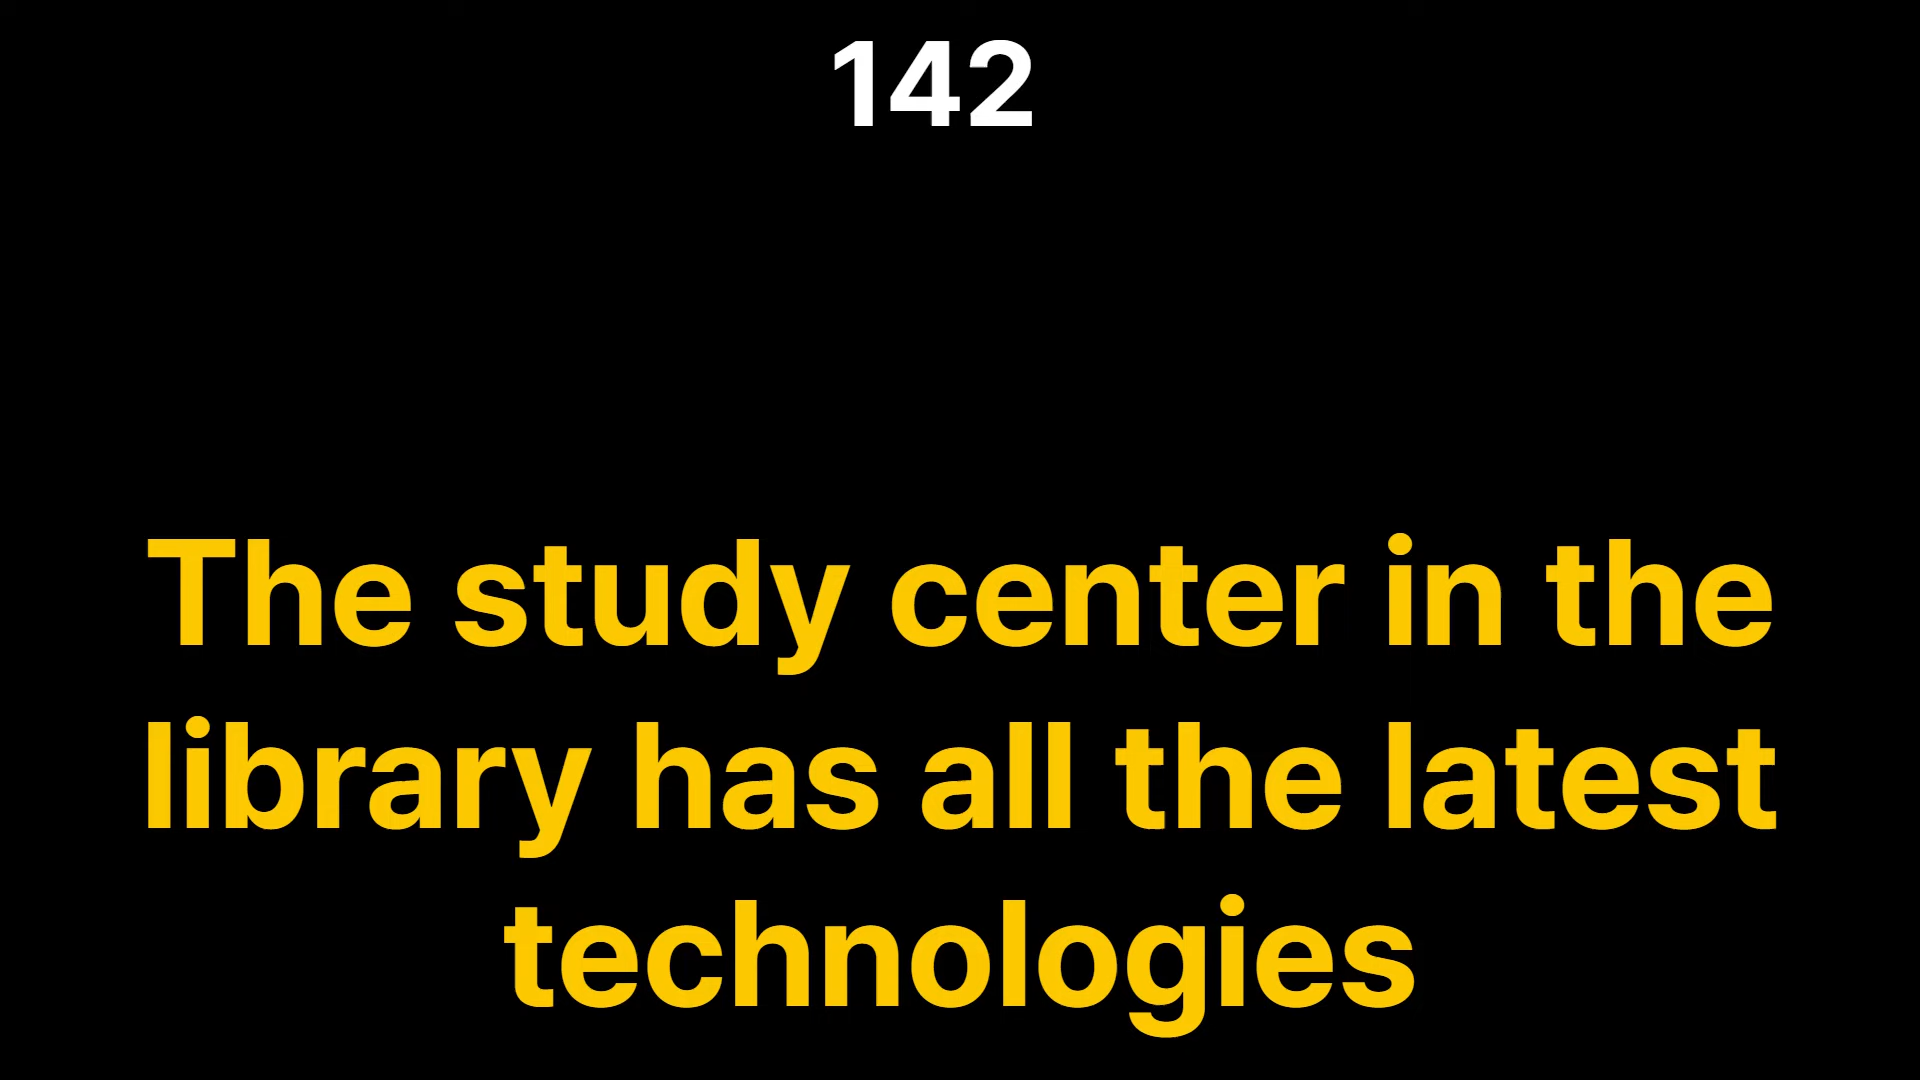 142
The study center in the
library has all the latest
technologies